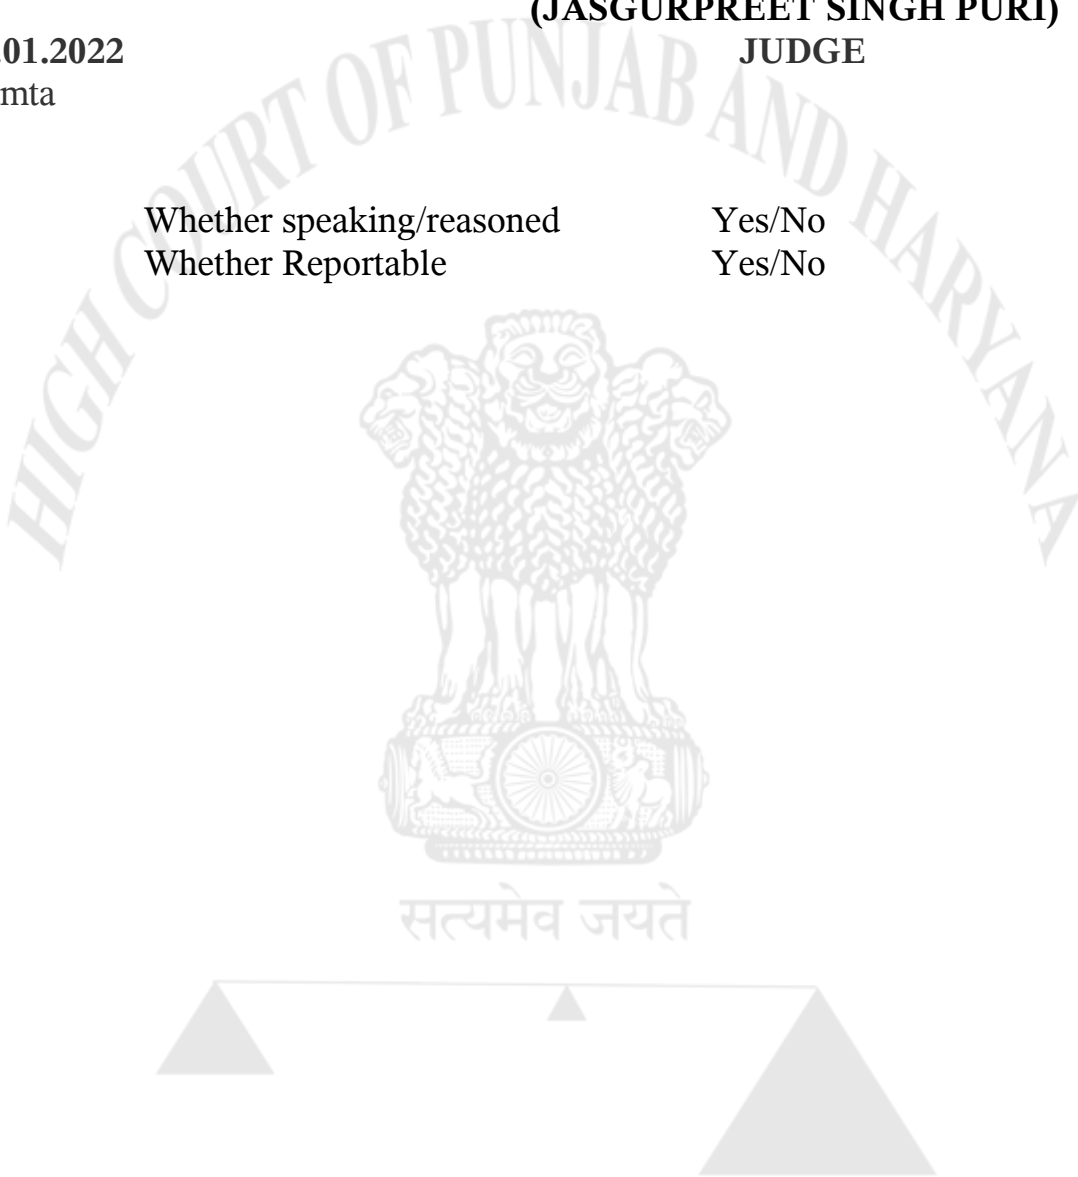 (JASGURPREET SINGH PURI)
.01.2022 JUDGE
mta
Whether speaking/reasoned Yes/No
Whether Reportable Yes/No
HIGH COURT OF PUNJAB AND HARYANA
सत्यमेव जयते